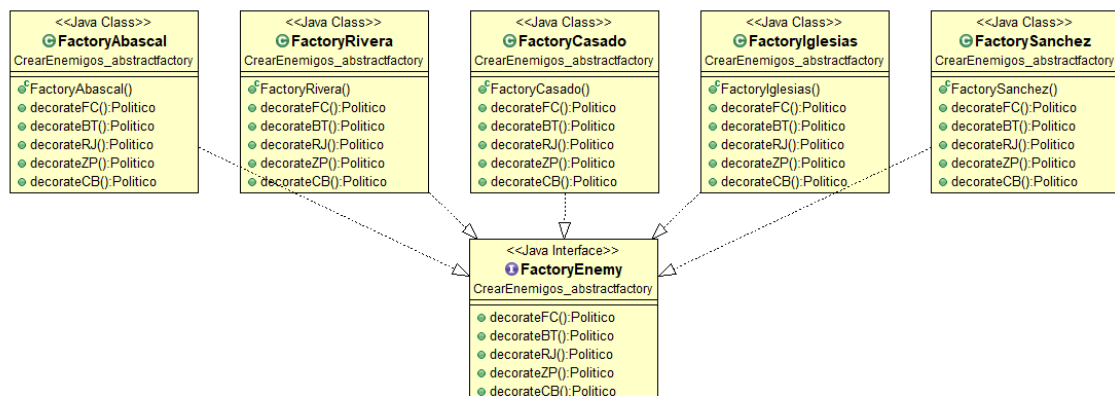 <<Java Class>>
FactoryAbascal
CrearEnemigos_abstractfactory
FactoryAbascal()
decorateFC():Politico
decorateBT():Politico
decorateRJ():Politico
decorateZP():Politico
decorateCB():Politico
<<Java Class>>
FactoryRivera
CrearEnemigos_abstractfactory
FactoryRivera()
decorateFC():Politico
decorateBT():Politico
decorateRJ():Politico
decorateZP():Politico
decorateCB():Politico
<<Java Class>>
FactoryCasado
CrearEnemigos_abstractfactory
FactoryCasado()
decorateFC():Politico
decorateBT():Politico
decorateRJ():Politico
decorateZP():Politico
decorateCB():Politico
<<Java Class>>
FactoryIglesias
CrearEnemigos_abstractfactory
FactoryIglesias()
decorateFC():Politico
decorateBT():Politico
decorateRJ():Politico
decorateZP():Politico
decorateCB():Politico
<<Java Class>>
FactorySanchez
CrearEnemigos_abstractfactory
FactorySanchez()
decorateFC():Politico
decorateBT():Politico
decorateRJ():Politico
decorateZP():Politico
decorateCB():Politico
<<Java Interface>>
FactoryEnemy
CrearEnemigos_abstractfactory
decorateFC():Politico
decorateBT():Politico
decorateRJ():Politico
decorateZP():Politico
decorateCB():Politico